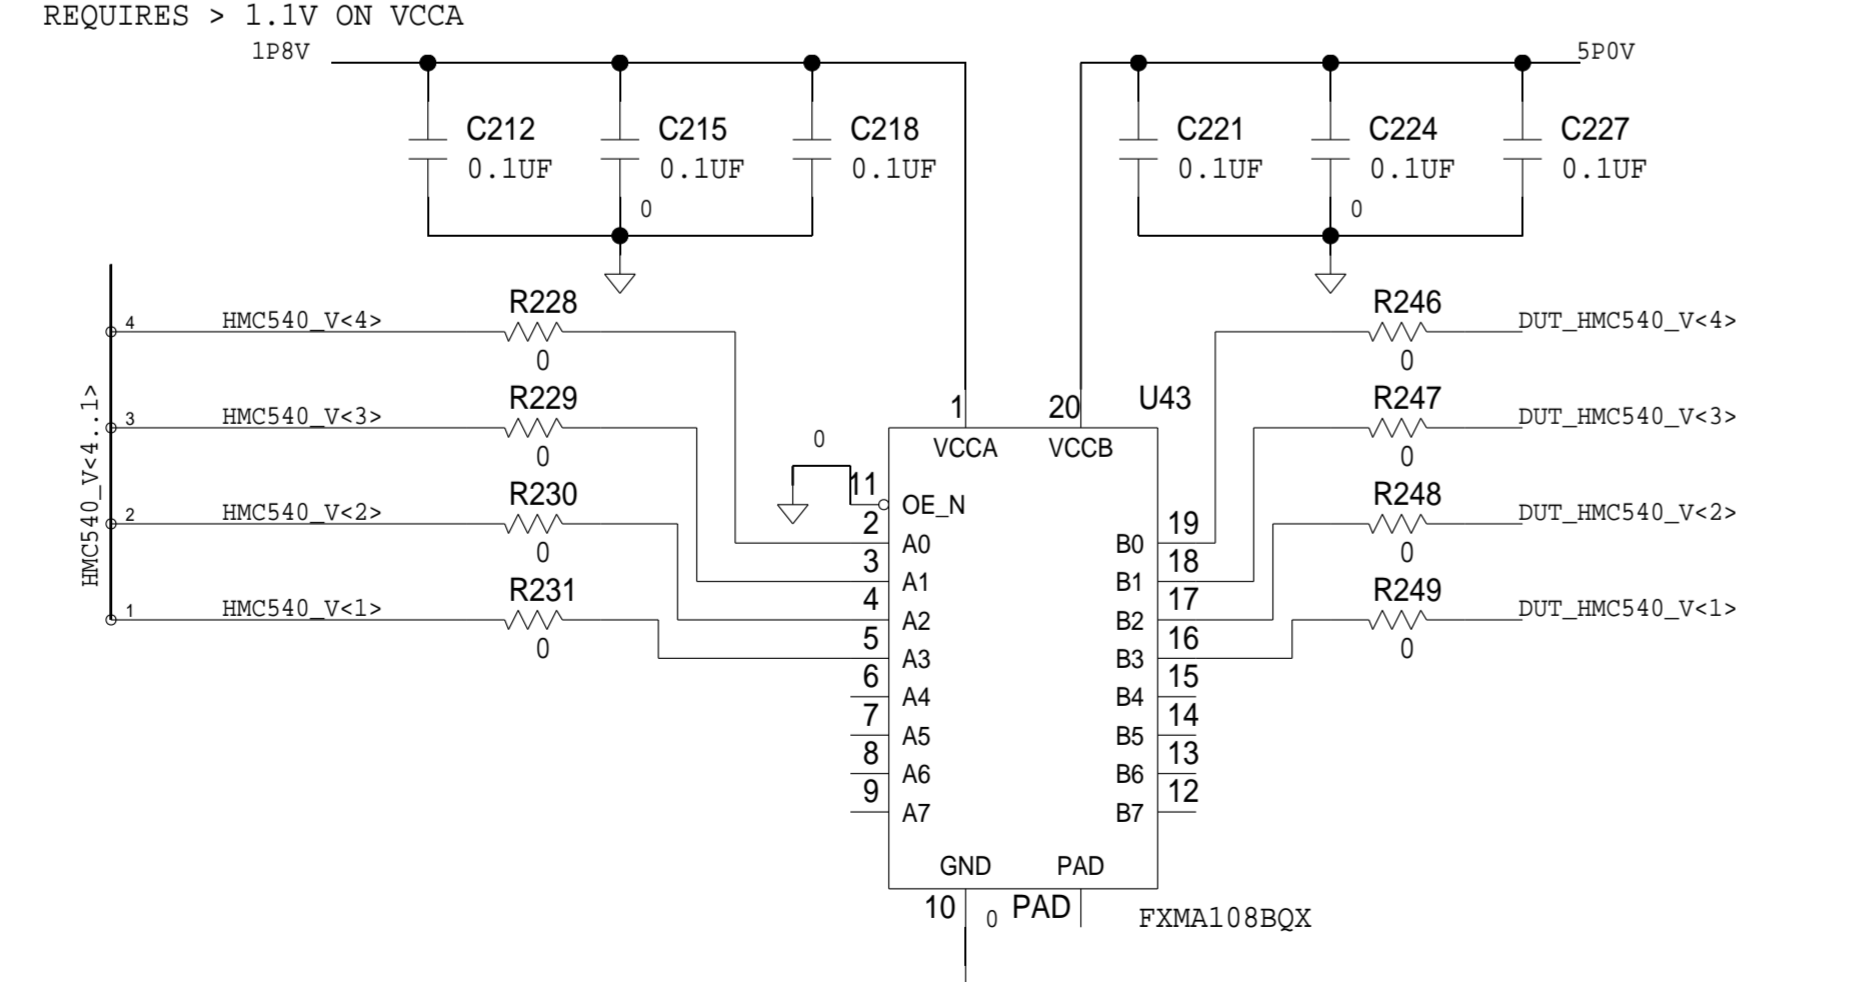 REQUIRES > 1.1V ON VCCA
1P8V
5P0V
C212
0.1UF
C215
0.1UF
C218
0.1UF
0
C221
0.1UF
C224
0.1UF
C227
0.1UF
0
HMC540_V<4..1>
4
HMC540_V<4>
R228
0
3
HMC540_V<3>
R229
0
2
HMC540_V<2>
R230
0
1
HMC540_V<1>
R231
0
R246
0
DUT_HMC540_V<4>
R247
0
DUT_HMC540_V<3>
R248
0
DUT_HMC540_V<2>
R249
0
DUT_HMC540_V<1>
U43
1
20
VCCA
VCCB
0
11
OE_N
2
A0
3
A1
4
A2
5
A3
6
A4
7
A5
8
A6
9
A7
19
B0
18
B1
17
B2
16
B3
15
B4
14
B5
13
B6
12
B7
GND
PAD
10
0
PAD
FXMA108BQX